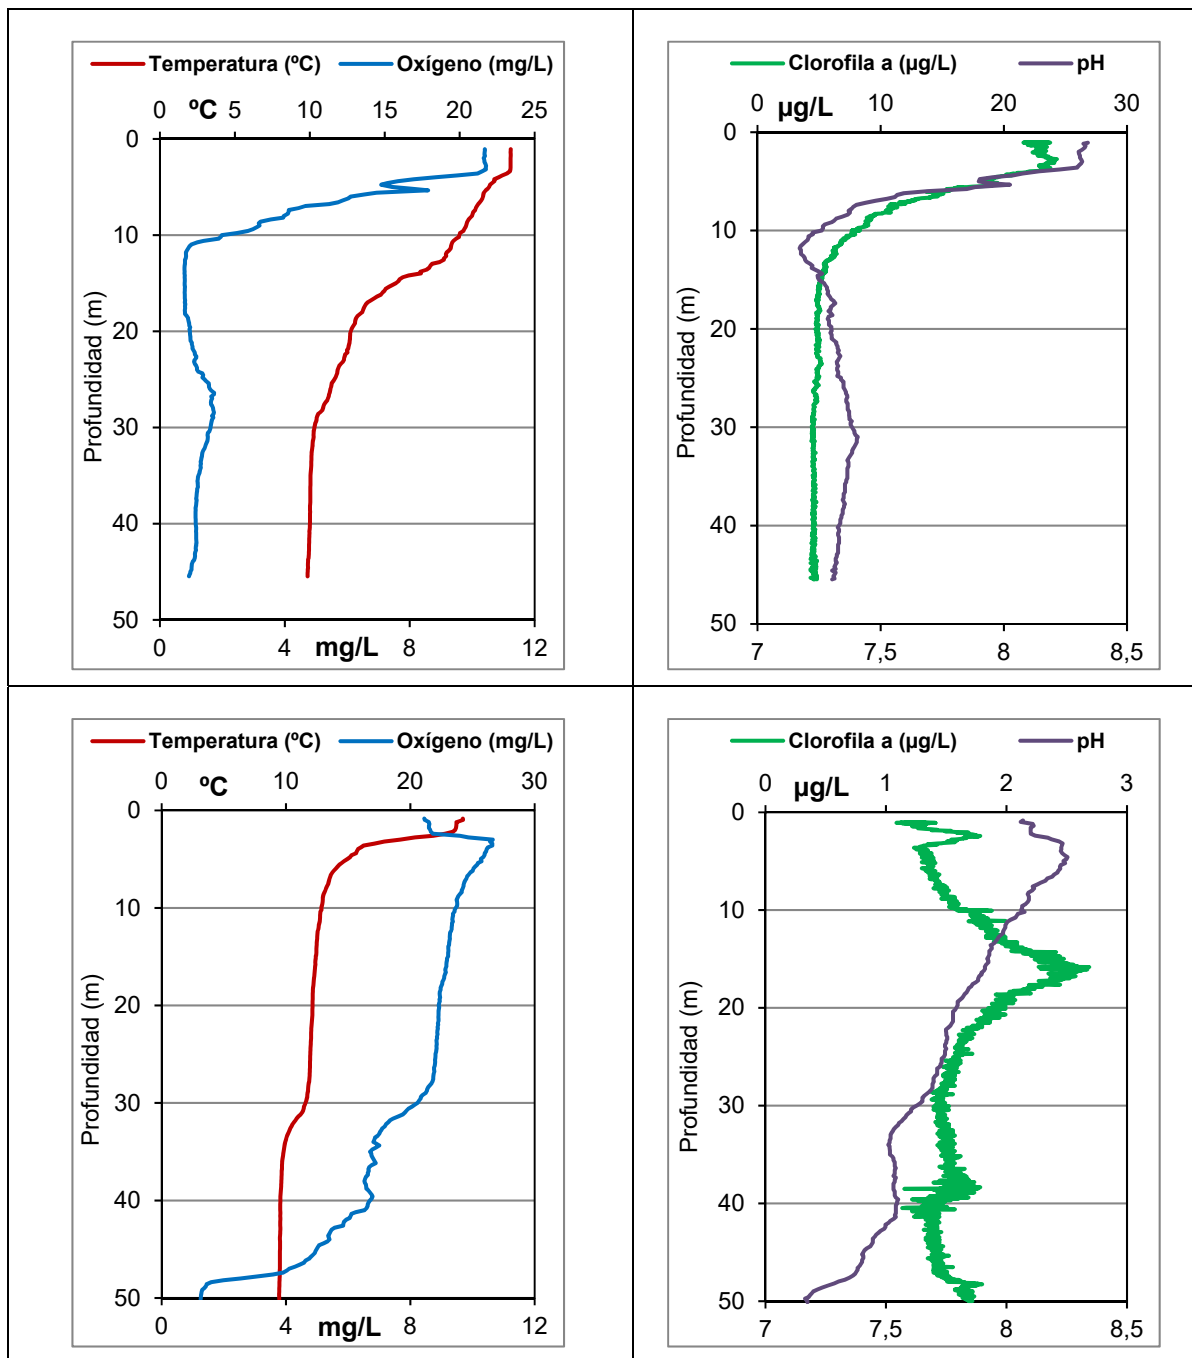 Temperatura (ºC) Oxígeno (mg/L)
0 ºC 5 10 15 20 25
0
10
20
30
40
50
Profundidad (m)
0 4 mg/L 8 12
Clorofila a (µg/L) pH
0 µg/L 10 20 30
0
10
20
30
40
50
Profundidad (m)
7 7,5 8 8,5
Temperatura (ºC) Oxígeno (mg/L)
0 ºC 10 20 30
0
10
20
30
40
50
Profundidad (m)
0 4 mg/L 8 12
Clorofila a (µg/L) pH
0 µg/L 1 2 3
0
10
20
30
40
50
Profundidad (m)
7 7,5 8 8,5